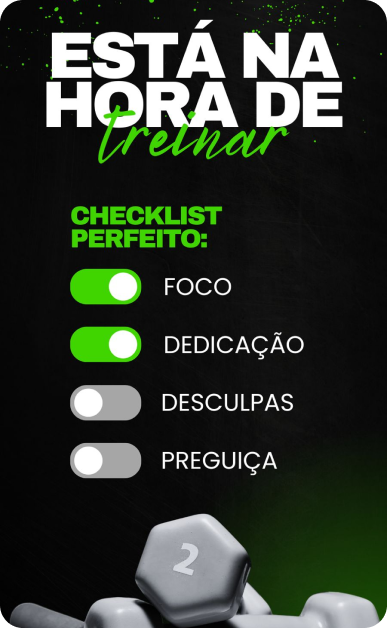 ESTÁ NA
HORA DE
treinar
CHECKLIST
PERFEITO:
FOCO
DEDICAÇÃO
DESCULPAS
PREGUIÇA
2